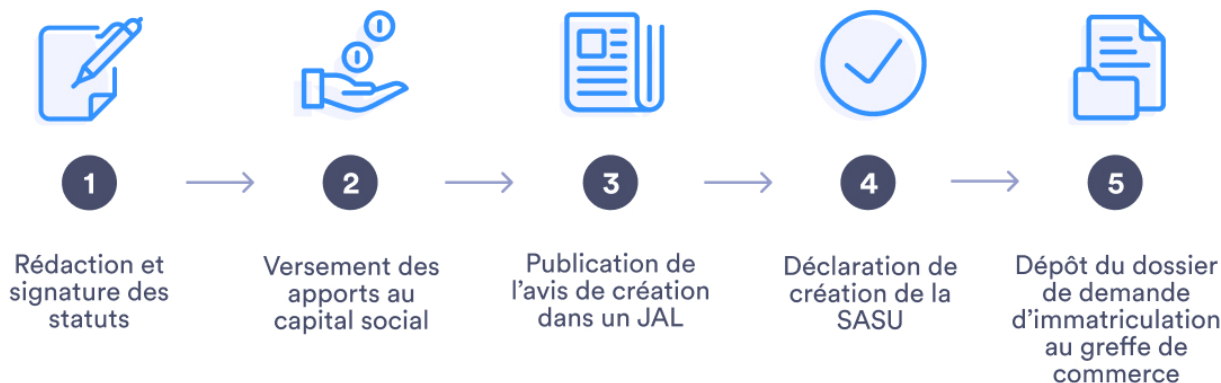 1
2
3
4
5
Rédaction et
signature des
statuts
Versement des
apports au
capital social
Publication de
l'avis de création
dans un JAL
Déclaration de
création de la
SASU
Dépôt du dossier
de demande
d'immatriculation
au greffe de
commerce